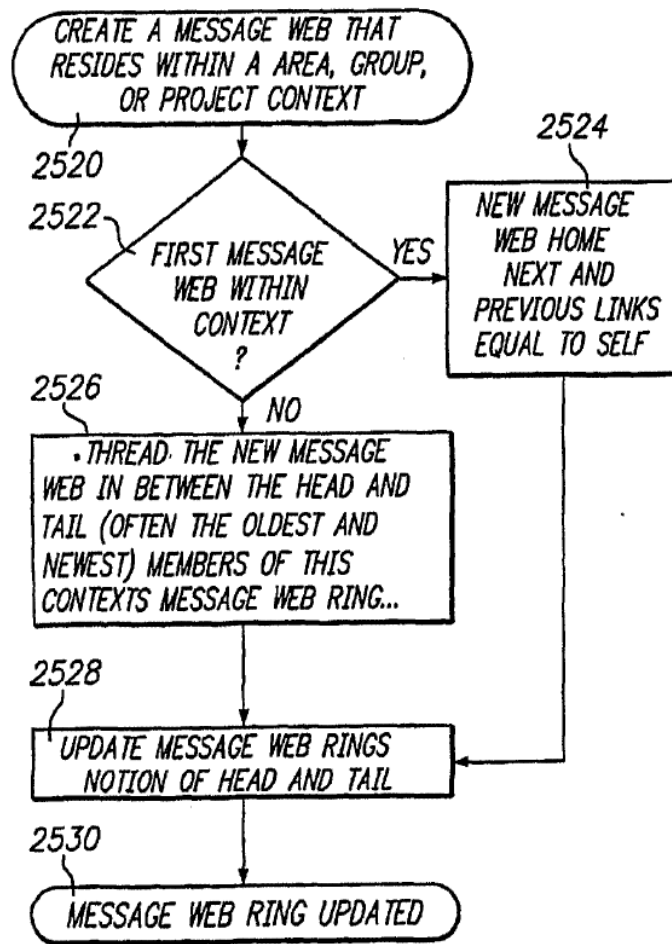 CREATE A MESSAGE WEB THAT
RESIDES WITHIN A AREA, GROUP,
OR PROJECT CONTEXT
2520
2522
FIRST MESSAGE
WEB WITHIN
CONTEXT
?
YES
2524
NEW MESSAGE
WEB HOME
NEXT AND
PREVIOUS LINKS
EQUAL TO SELF
NO
2526
THREAD THE NEW MESSAGE
WEB IN BETWEEN THE HEAD AND
TAIL (OFTEN THE OLDEST AND
NEWEST) MEMBERS OF THIS
CONTEXTS MESSAGE WEB RING...
2528
UPDATE MESSAGE WEB RINGS
NOTION OF HEAD AND TAIL
2530
MESSAGE WEB RING UPDATED